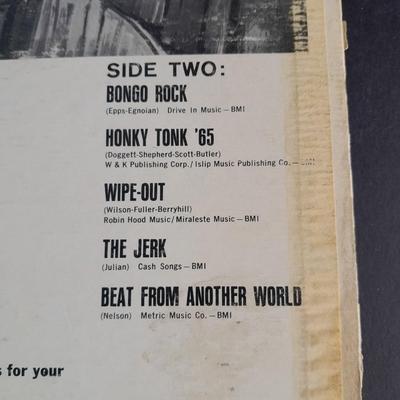 SIDE TWO:
BONGO ROCK
(Epps-Egnoian) Drive In Music — BMI
HONKY TONK '65
(Doggett-Shepherd-Scott-Butler)
W & K Publishing Corp./Islip Music Publishing Co. — BMI
WIPE-OUT
(Wilson-Fuller-Berryhill)
Robin Hood Music/Miraleste Music — BMI
THE JERK
(Julian) Cash Songs — BMI
BEAT FROM ANOTHER WORLD
(Nelson) Metric Music Co. — BMI
for your